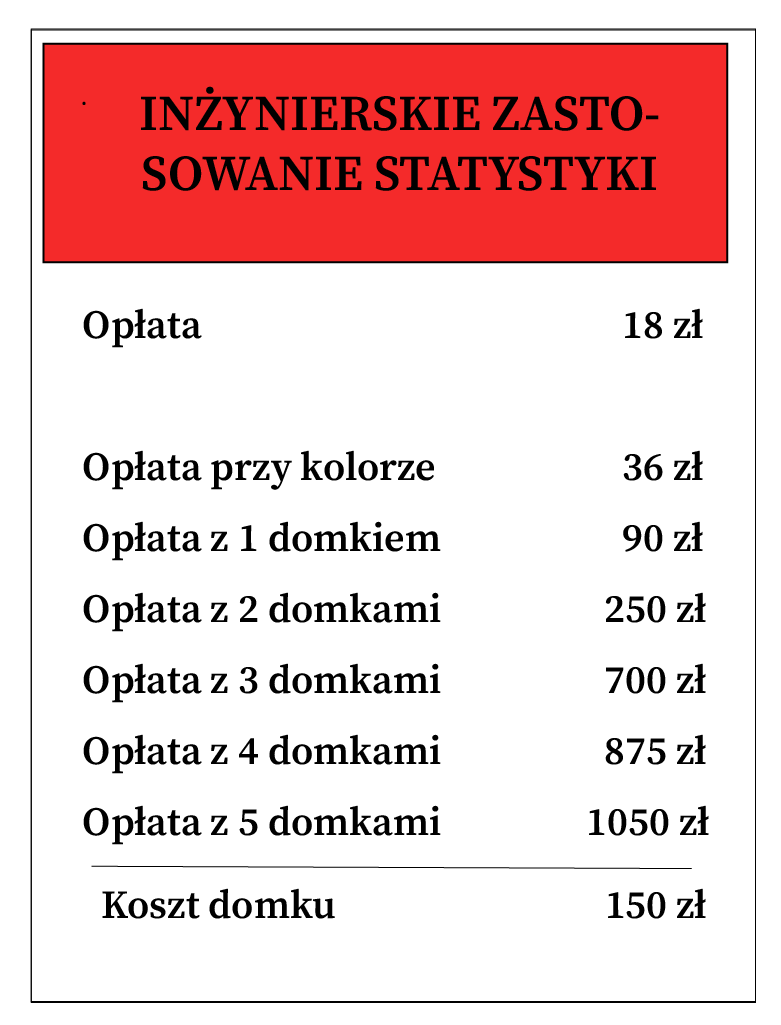 INŻYNIERSKIE ZASTO-
SOWANIE STATYSTYKI
Opłata 18 zł
Opłata przy kolorze 36 zł
Opłata z 1 domkiem 90 zł
Opłata z 2 domkami 250 zł
Opłata z 3 domkami 700 zł
Opłata z 4 domkami 875 zł
Opłata z 5 domkami 1050 zł
Koszt domku 150 zł